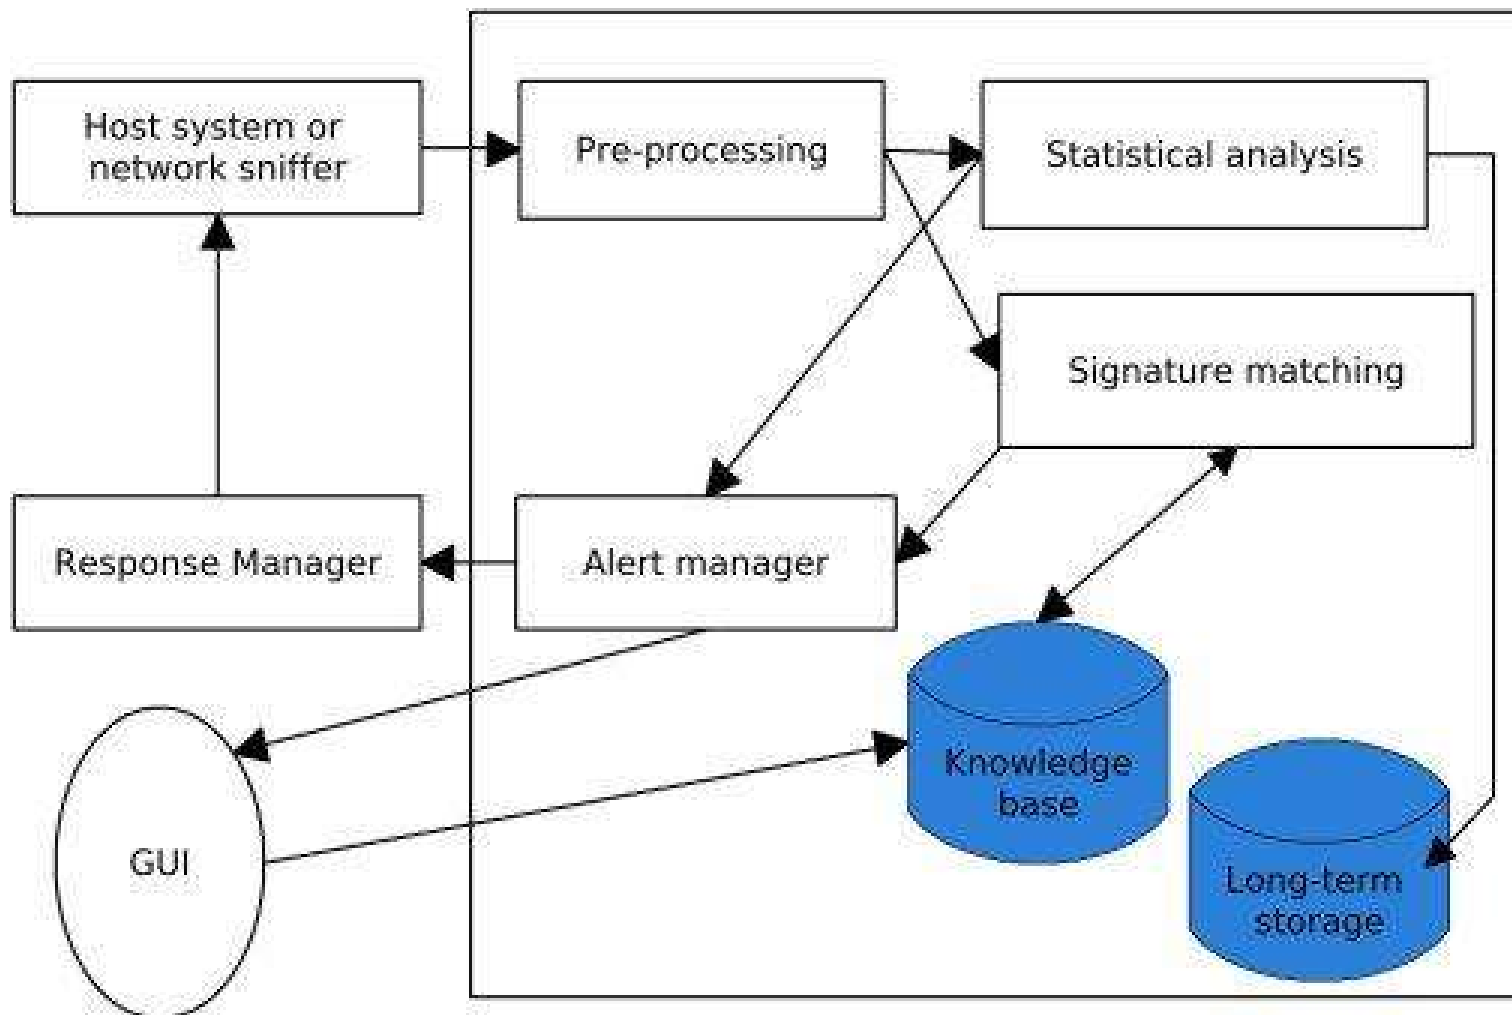 Host system or
network sniffer
Pre-processing
Statistical analysis
Signature matching
Response Manager
Alert manager
Knowledge
base
GUI
Long-term
storage